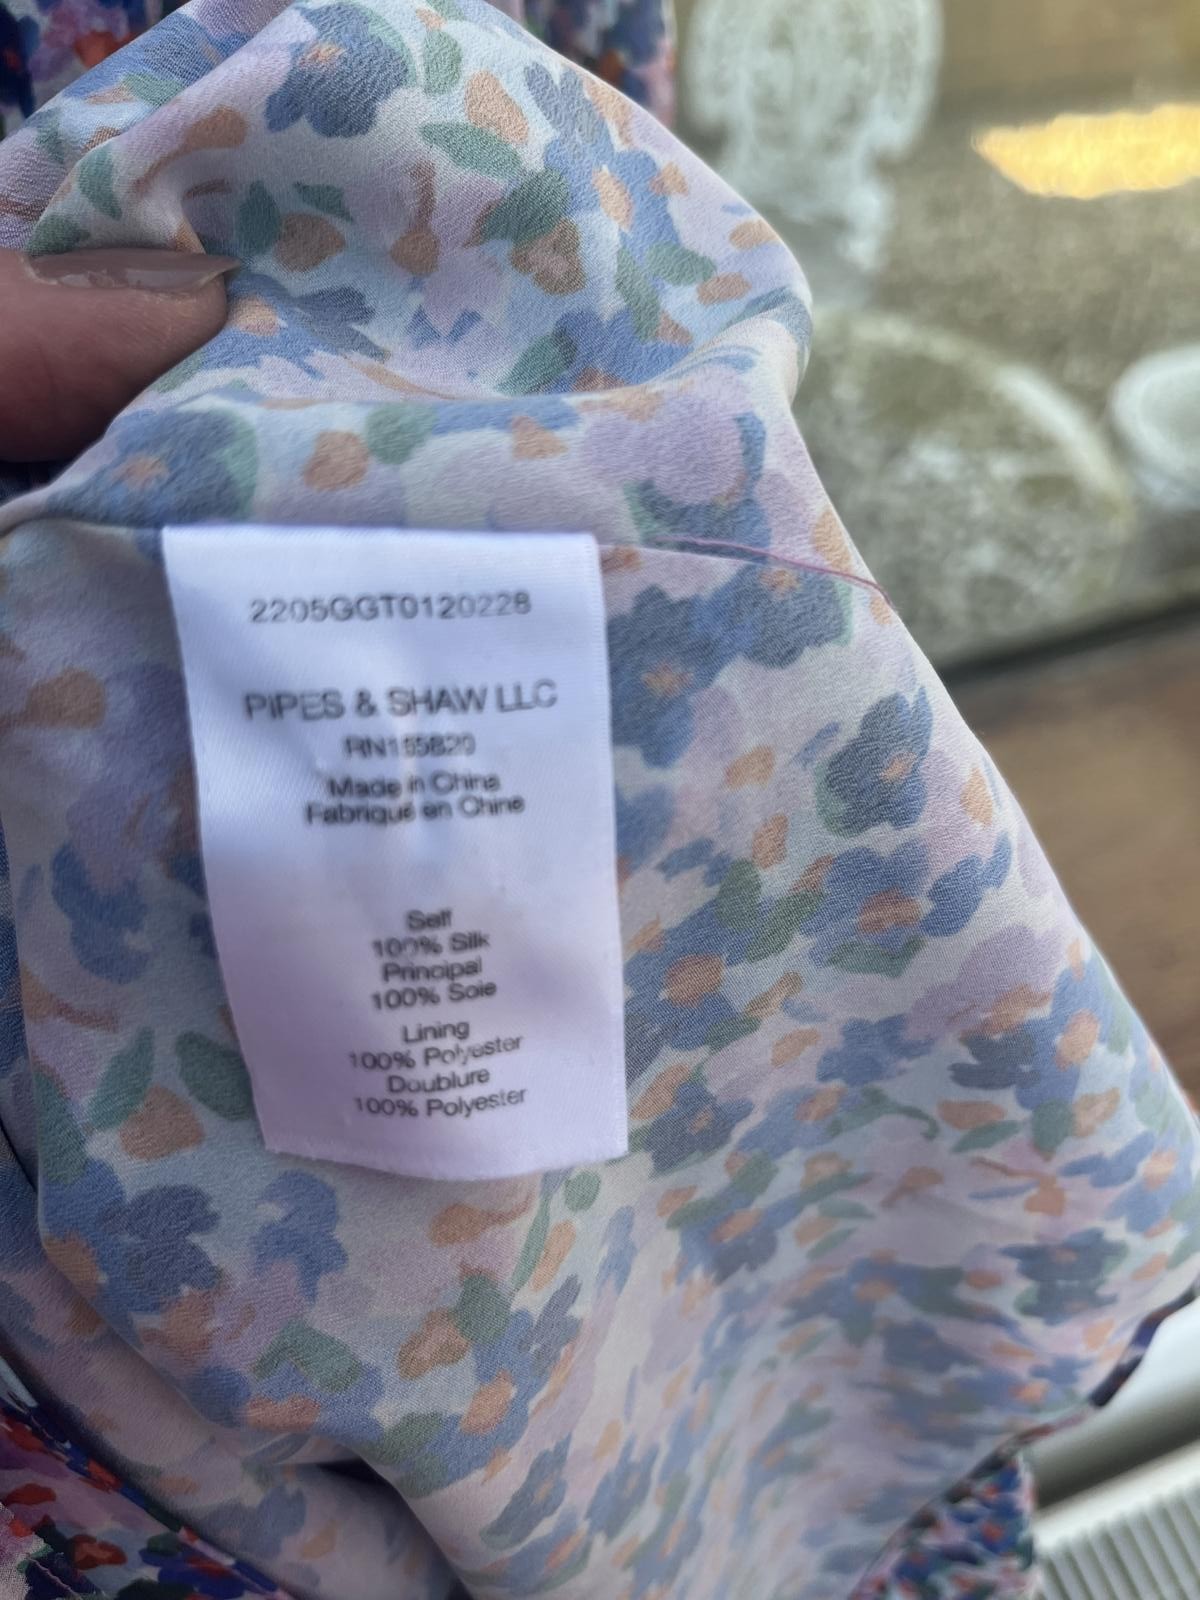 2205GGT0120228
PIPES & SHAW LLC
RN155820
Made in China
Fabriqué en Chine
Self
100% Silk
Principal
100% Soie
Lining
100% Polyester
Doublure
100% Polyester